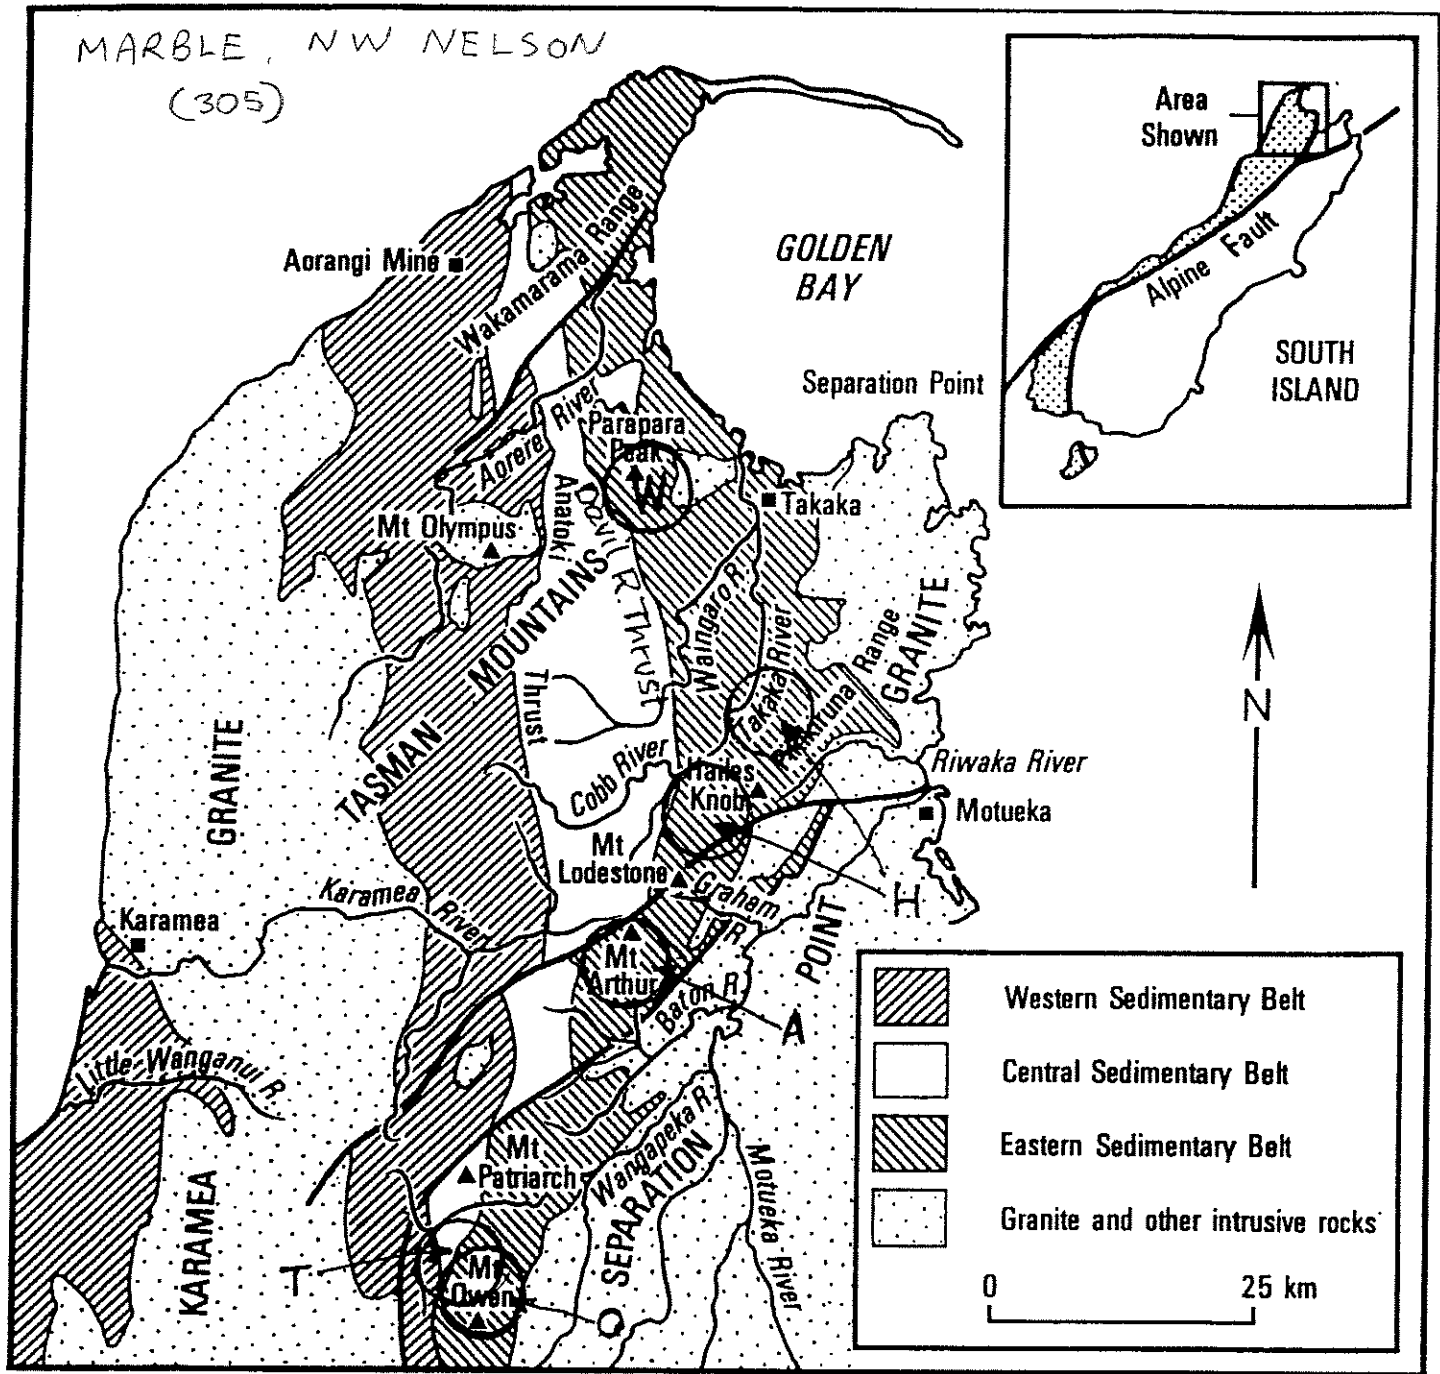 MARBLE, NW NELSON
(305)
Area
Shown
Alpine Fault
SOUTH
ISLAND
Aorangi Mine
Wakamarama Range
GOLDEN
BAY
Separation Point
Aorere River
Parapara
Peak
W
Takaka
Mt Olympus
Anatoki
Thrust
Devil R Thrust
TASMAN MOUNTAINS
Waingaro R.
Takaka River
Pikikiruna Range
GRANITE
Cobb River
Hailes
Knob
Riwaka River
Motueka
N
Mt
Lodestone
Graham R.
H
Karamea River
Karamea
GRANITE
Mt
Arthur
A
Baton R.
POINT
Little Wanganui R.
Mt
Patriarch
Wangapeka R.
SEPARATION
Motueka River
KARAMEA
T
Mt
Owen
O
Western Sedimentary Belt
Central Sedimentary Belt
Eastern Sedimentary Belt
Granite and other intrusive rocks
0 25 km